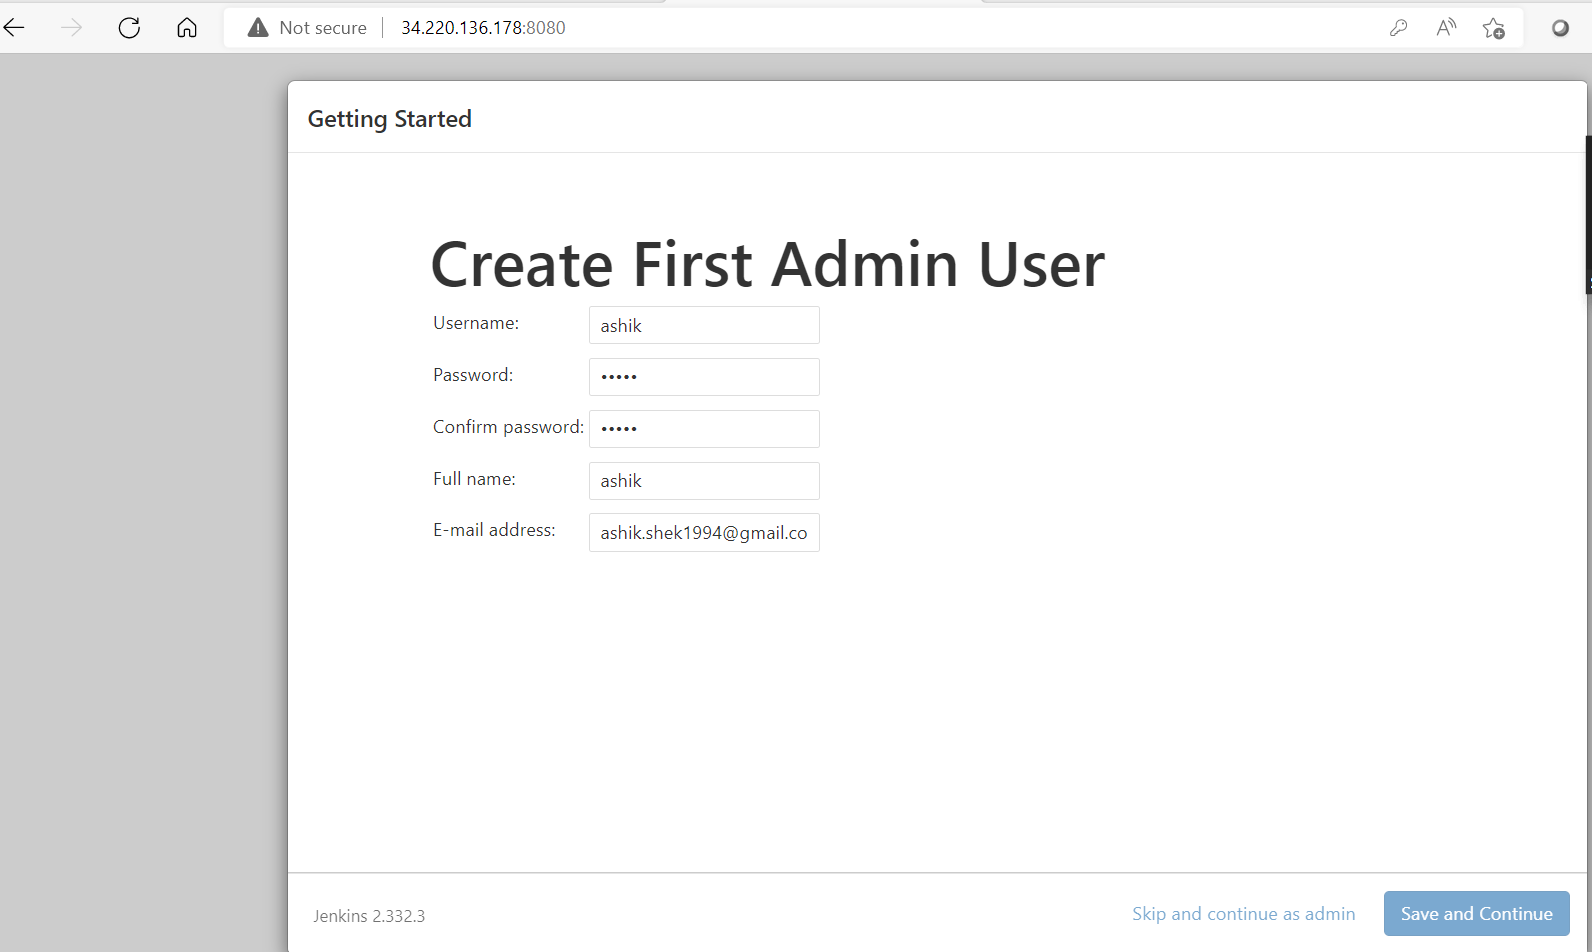 Not secure 34.220.136.178:8080
Getting Started
Create First Admin User
Username: ashik
Password: •••••
Confirm password: •••••
Full name: ashik
E-mail address: ashik.shek1994@gmail.co
Jenkins 2.332.3 Skip and continue as admin Save and Continue